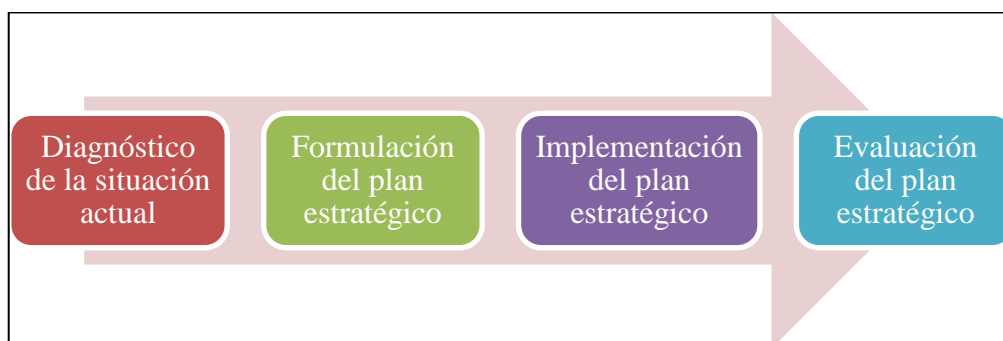 Diagnóstico
de la situación
actual
Formulación
del plan
estratégico
Implementación
del plan
estratégico
Evaluación
del plan
estratégico